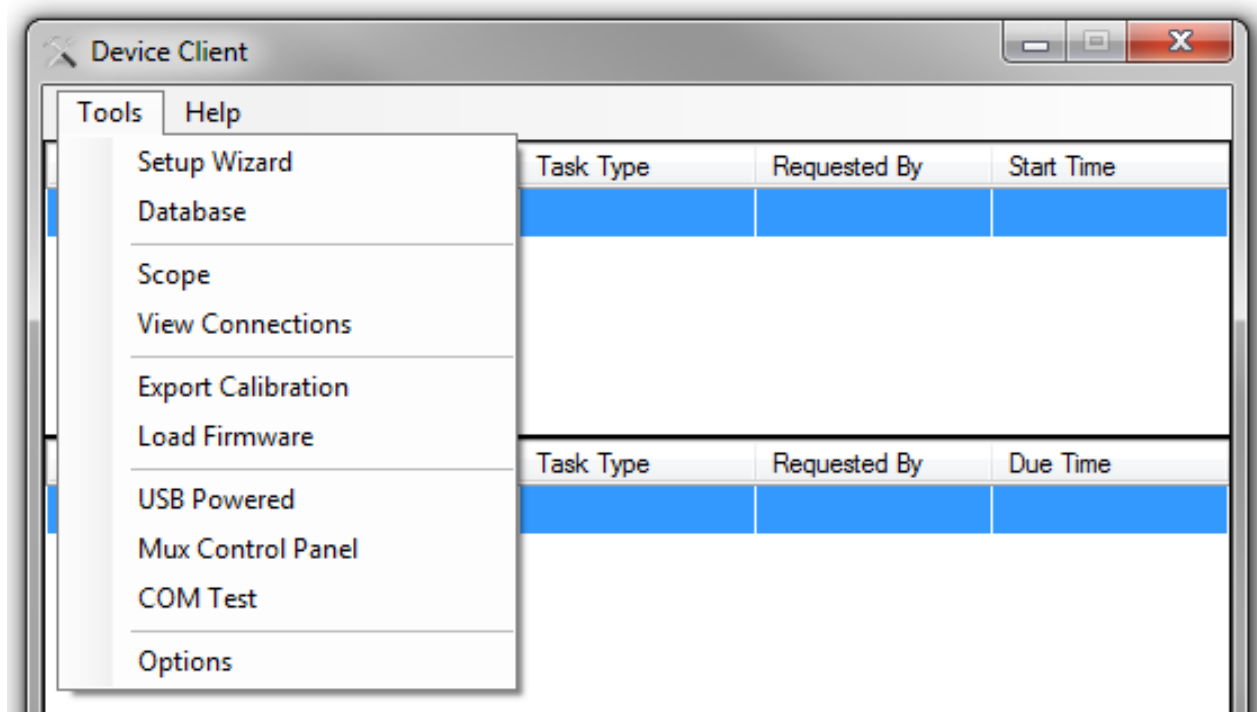 Device Client
Tools Help
Setup Wizard
Database
Scope
View Connections
Export Calibration
Load Firmware
USB Powered
Mux Control Panel
COM Test
Options
Task Type Requested By Start Time
Task Type Requested By Due Time